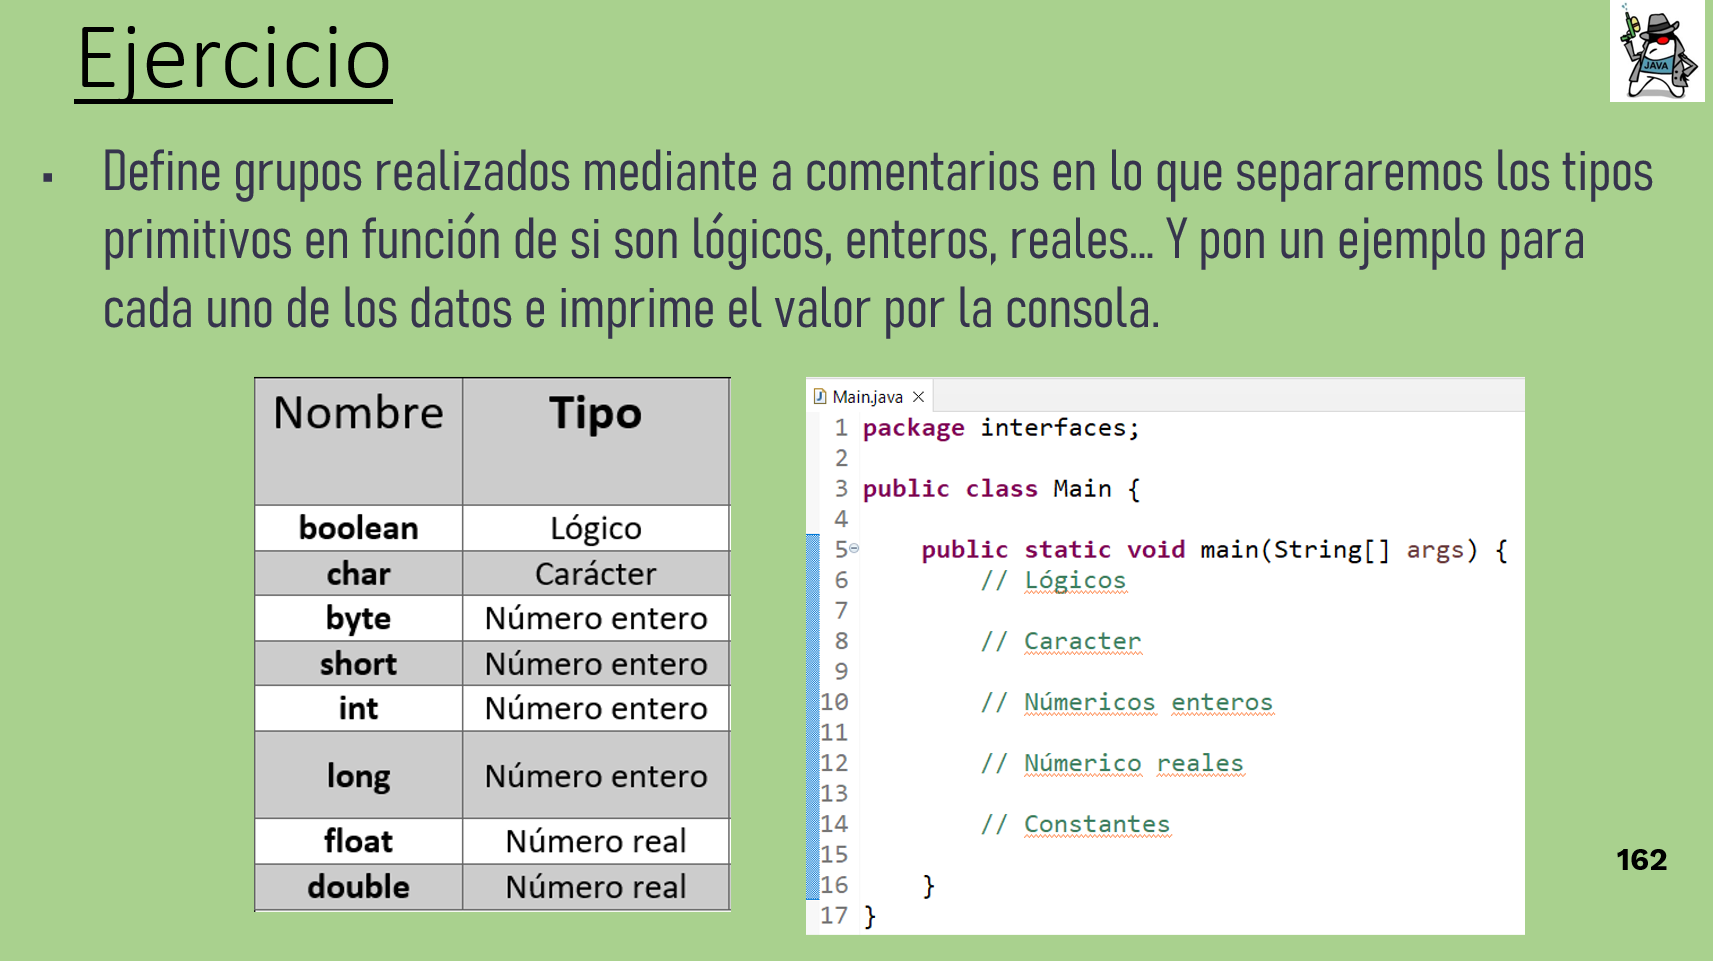 Ejercicio
JAVA
▪ Define grupos realizados mediante a comentarios en lo que separaremos los tipos
primitivos en función de si son lógicos, enteros, reales... Y pon un ejemplo para
cada uno de los datos e imprime el valor por la consola.
Nombre Tipo
boolean Lógico
char Carácter
byte Número entero
short Número entero
int Número entero
long Número entero
float Número real
double Número real
Main.java
1 package interfaces;
2
3 public class Main {
4
5 public static void main(String[] args) {
6 // Lógicos
7
8 // Caracter
9
10 // Númericos enteros
11
12 // Númerico reales
13
14 // Constantes
15
16 }
17 }
162